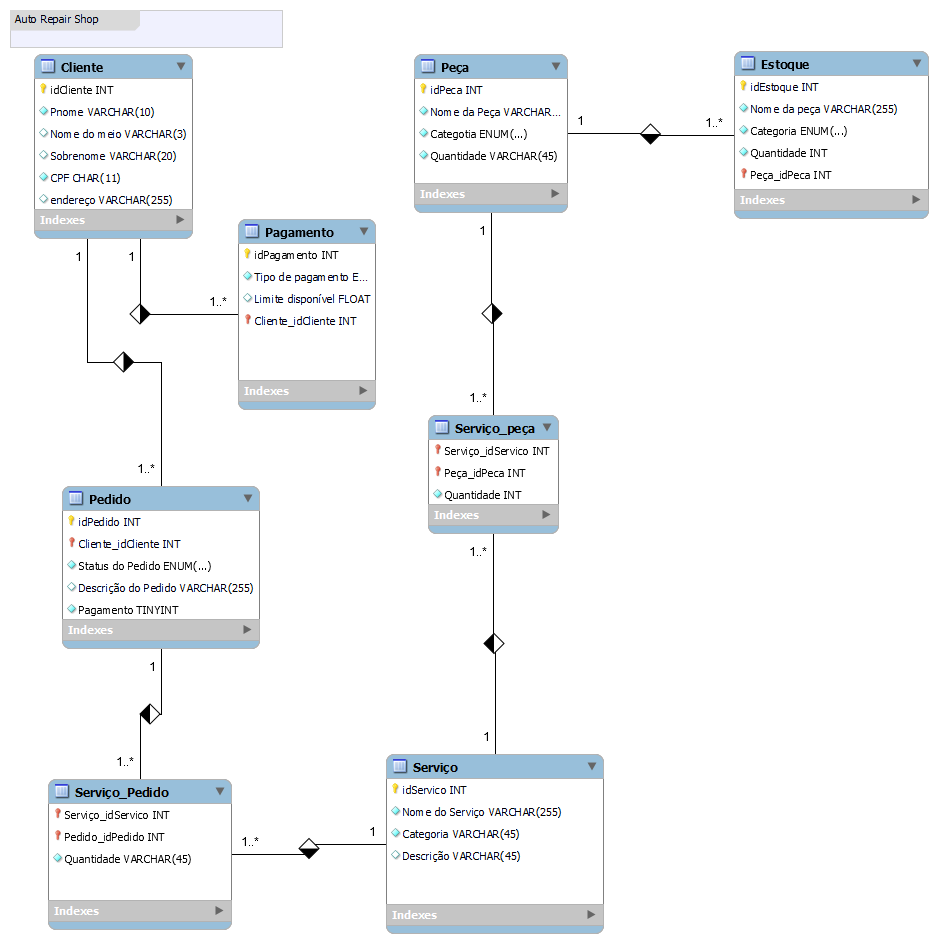 Auto Repair Shop
Cliente
idCliente INT
Pnome VARCHAR(10)
Nome do meio VARCHAR(3)
Sobrenome VARCHAR(20)
CPF CHAR(11)
endereço VARCHAR(255)
Indexes
1
1
1..*
Pagamento
idPagamento INT
Tipo de pagamento E...
Limite disponível FLOAT
Cliente_idCliente INT
Indexes
1..*
Pedido
idPedido INT
Cliente_idCliente INT
Status do Pedido ENUM(...)
Descrição do Pedido VARCHAR(255)
Pagamento TINYINT
Indexes
1
1..*
Serviço_Pedido
Serviço_idServico INT
Pedido_idPedido INT
Quantidade VARCHAR(45)
Indexes
1..*
1
Peça
idPeca INT
Nome da Peça VARCHAR...
Categotia ENUM(...)
Quantidade VARCHAR(45)
Indexes
1
1..*
Estoque
idEstoque INT
Nome da peça VARCHAR(255)
Categoria ENUM(...)
Quantidade INT
Peça_idPeca INT
Indexes
1
1..*
Serviço_peça
Serviço_idServico INT
Peça_idPeca INT
Quantidade INT
Indexes
1..*
1
Serviço
idServico INT
Nome do Serviço VARCHAR(255)
Categoria VARCHAR(45)
Descrição VARCHAR(45)
Indexes